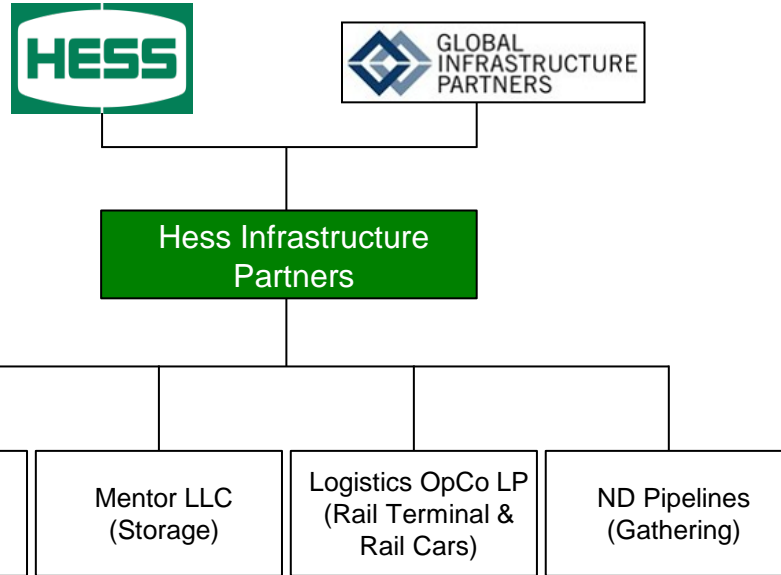 HESS
GLOBAL
INFRASTRUCTURE
PARTNERS
Hess Infrastructure
Partners
Mentor LLC
(Storage)
Logistics OpCo LP
(Rail Terminal &
Rail Cars)
ND Pipelines
(Gathering)